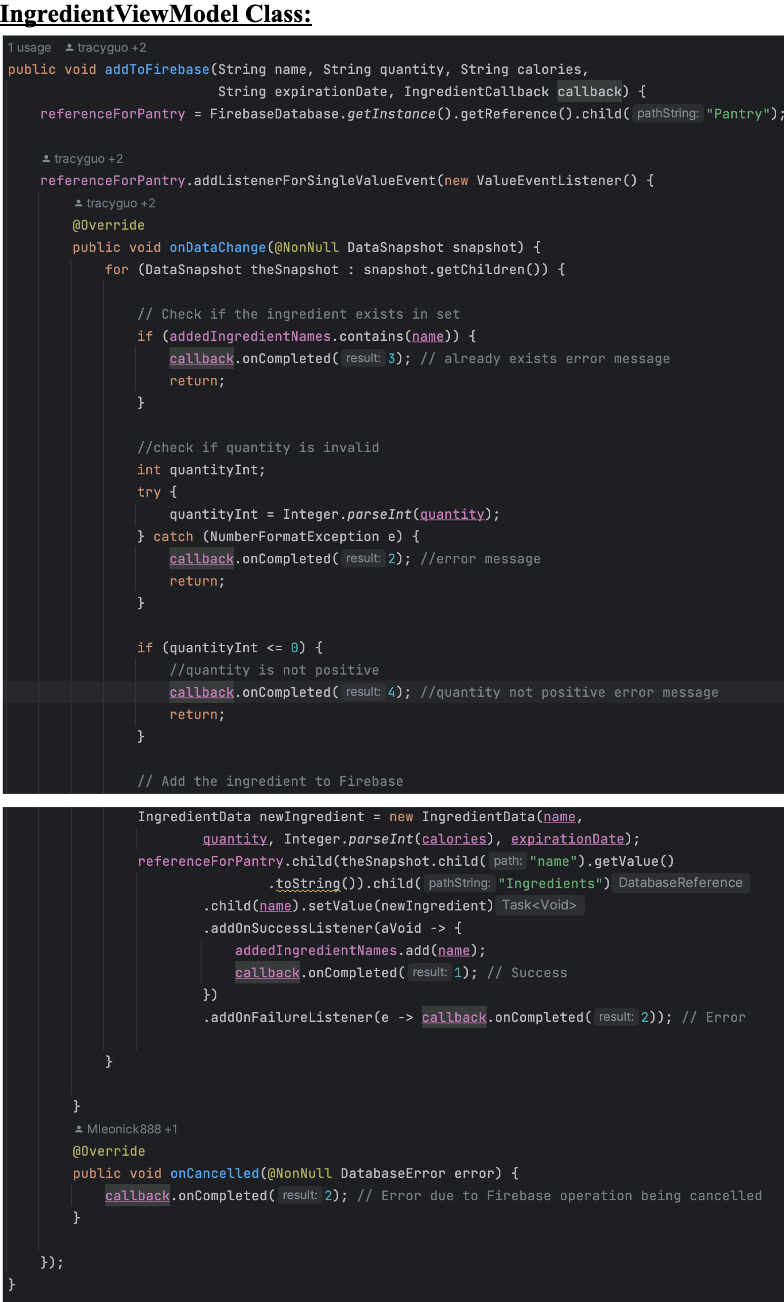 IngredientViewModel Class:
1 usage tracyguo +2
public void addToFirebase(String name, String quantity, String calories,
String expirationDate, IngredientCallback callback) {
referenceForPantry = FirebaseDatabase.getInstance().getReference().child( pathString: "Pantry");
tracyguo +2
referenceForPantry.addListenerForSingleValueEvent(new ValueEventListener() {
tracyguo +2
@Override
public void onDataChange(@NonNull DataSnapshot snapshot) {
for (DataSnapshot theSnapshot : snapshot.getChildren()) {
// Check if the ingredient exists in set
if (addedIngredientNames.contains(name)) {
callback.onCompleted( result: 3); // already exists error message
return;
}
//check if quantity is invalid
int quantityInt;
try {
quantityInt = Integer.parseInt(quantity);
} catch (NumberFormatException e) {
callback.onCompleted( result: 2); //error message
return;
}
if (quantityInt <= 0) {
//quantity is not positive
callback.onCompleted( result: 4); //quantity not positive error message
return;
}
// Add the ingredient to Firebase
IngredientData newIngredient = new IngredientData(name,
quantity, Integer.parseInt(calories), expirationDate);
referenceForPantry.child(theSnapshot.child( path: "name").getValue()
.toString()).child( pathString: "Ingredients") DatabaseReference
.child(name).setValue(newIngredient) Task<Void>
.addOnSuccessListener(aVoid -> {
addedIngredientNames.add(name);
callback.onCompleted( result: 1); // Success
})
.addOnFailureListener(e -> callback.onCompleted( result: 2)); // Error
}
}
Mleonick888 +1
@Override
public void onCancelled(@NonNull DatabaseError error) {
callback.onCompleted( result: 2); // Error due to Firebase operation being cancelled
}
});
}